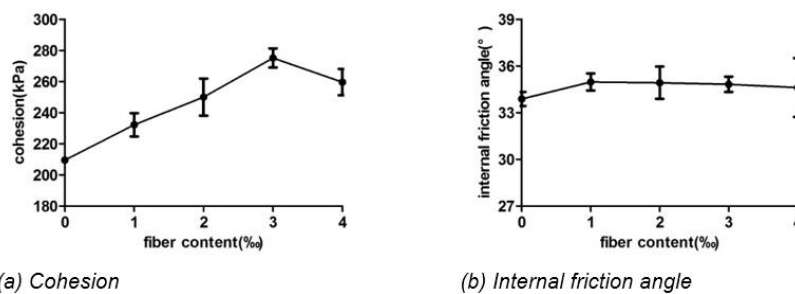 300
280
260
240
220
200
180
cohesion(kPa)
0 1 2 3 4
fiber content(‰)
(a) Cohesion
39
36
33
30
27
internal friction angle(°)
0 1 2 3 4
fiber content(‰)
(b) Internal friction angle